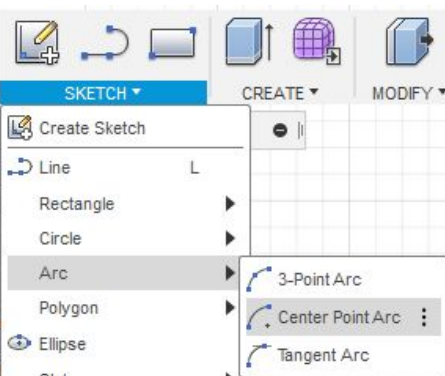 SKETCH CREATE MODIFY
Create Sketch
Line L
Rectangle
Circle
Arc
3-Point Arc
Polygon
Center Point Arc
Ellipse
Tangent Arc